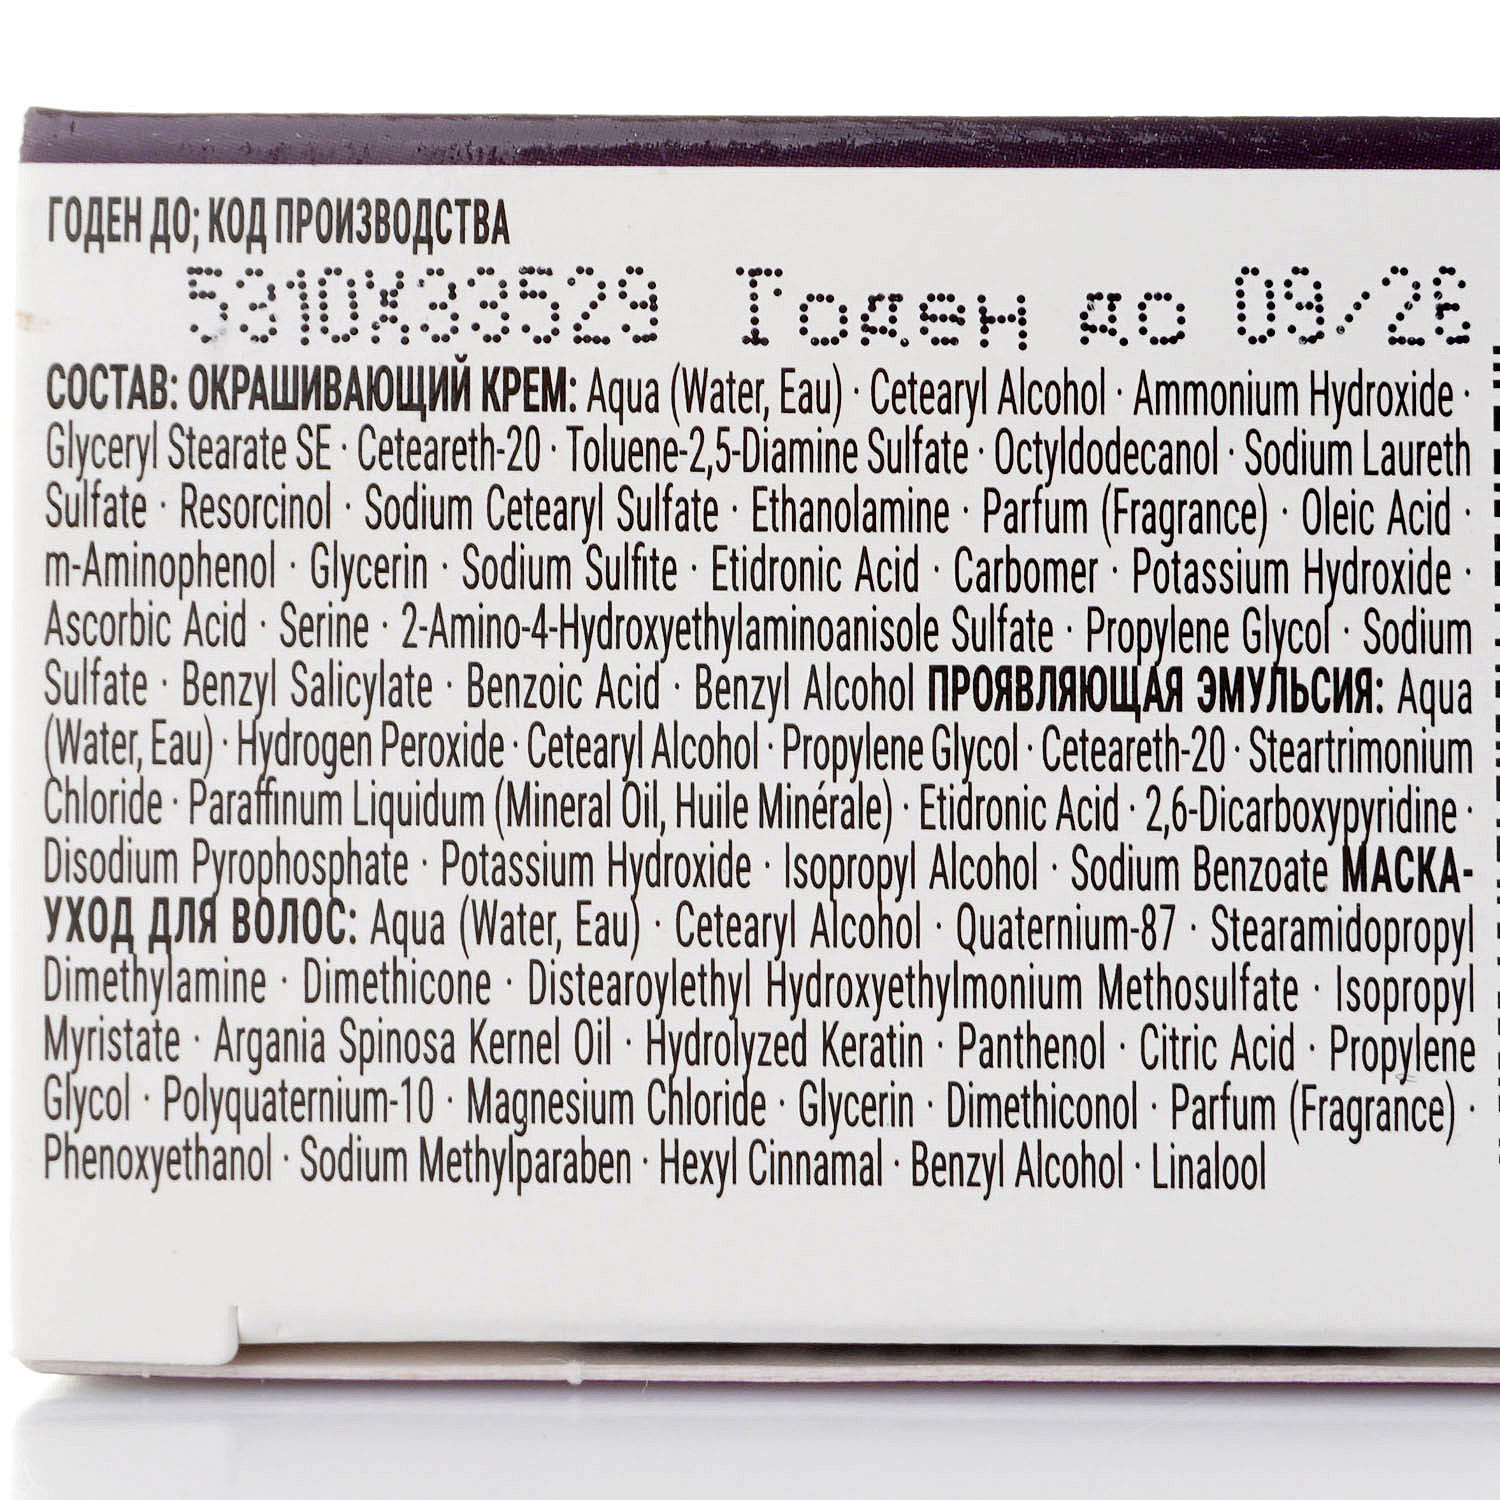 ГОДЕН ДО; КОД ПРОИЗВОДСТВА
5310X33529 Годен до 09/26
СОСТАВ: ОКРАШИВАЮЩИЙ КРЕМ: Aqua (Water, Eau) · Cetearyl Alcohol · Ammonium Hydroxide ·
Glyceryl Stearate SE · Ceteareth-20 · Toluene-2,5-Diamine Sulfate · Octyldodecanol · Sodium Laureth
Sulfate · Resorcinol · Sodium Cetearyl Sulfate · Ethanolamine · Parfum (Fragrance) · Oleic Acid ·
m-Aminophenol · Glycerin · Sodium Sulfite · Etidronic Acid · Carbomer · Potassium Hydroxide ·
Ascorbic Acid · Serine · 2-Amino-4-Hydroxyethylaminoanisole Sulfate · Propylene Glycol · Sodium
Sulfate · Benzyl Salicylate · Benzoic Acid · Benzyl Alcohol ПРОЯВЛЯЮЩАЯ ЭМУЛЬСИЯ: Aqua
(Water, Eau) · Hydrogen Peroxide · Cetearyl Alcohol · Propylene Glycol · Ceteareth-20 · Steartrimonium
Chloride · Paraffinum Liquidum (Mineral Oil, Huile Minérale) · Etidronic Acid · 2,6-Dicarboxypyridine ·
Disodium Pyrophosphate · Potassium Hydroxide · Isopropyl Alcohol · Sodium Benzoate МАСКА-
УХОД ДЛЯ ВОЛОС: Aqua (Water, Eau) · Cetearyl Alcohol · Quaternium-87 · Stearamidopropyl
Dimethylamine · Dimethicone · Distearoylethyl Hydroxyethylmonium Methosulfate · Isopropyl
Myristate · Argania Spinosa Kernel Oil · Hydrolyzed Keratin · Panthenol · Citric Acid · Propylene
Glycol · Polyquaternium-10 · Magnesium Chloride · Glycerin · Dimethiconol · Parfum (Fragrance) ·
Phenoxyethanol · Sodium Methylparaben · Hexyl Cinnamal · Benzyl Alcohol · Linalool